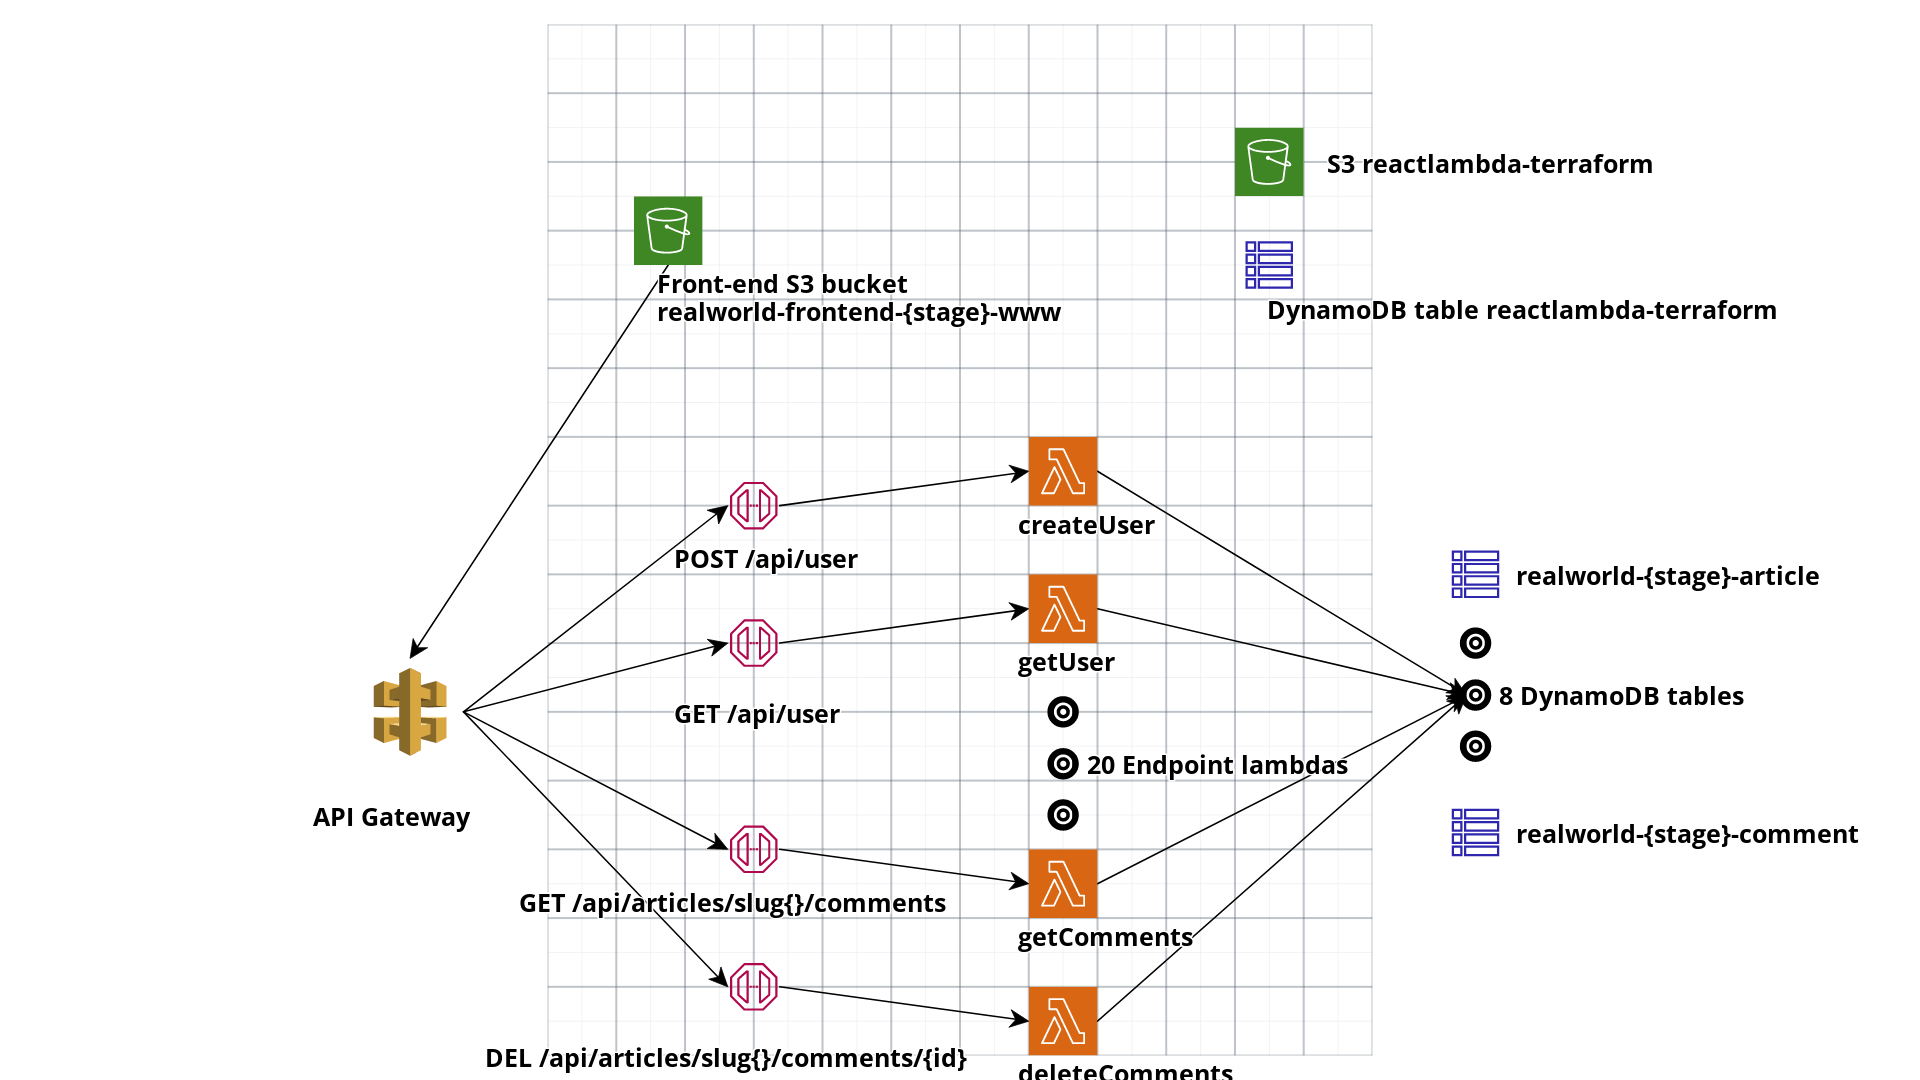 S3 reactlambda-terraform
Front-end S3 bucket
realworld-frontend-{stage}-www
DynamoDB table reactlambda-terraform
createUser
POST /api/user
realworld-{stage}-article
getUser
8 DynamoDB tables
GET /api/user
20 Endpoint lambdas
API Gateway
realworld-{stage}-comment
GET /api/articles/slug{}/comments
getComments
DEL /api/articles/slug{}/comments/{id}
deleteComments